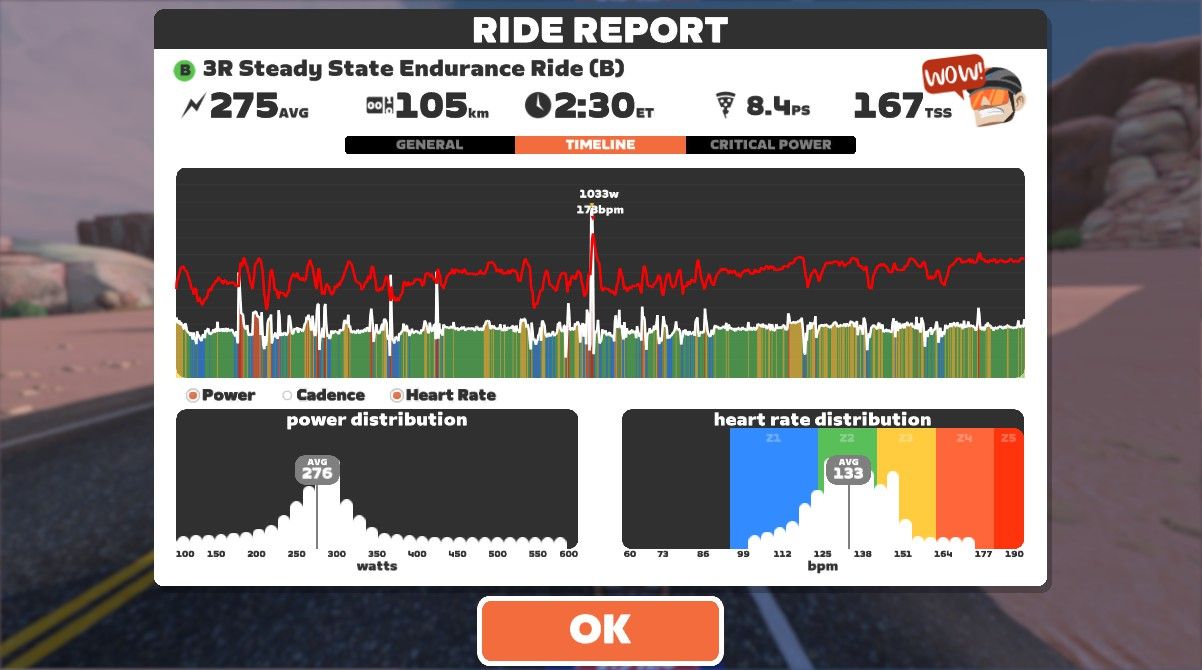 RIDE REPORT
B 3R Steady State Endurance Ride (B)
WOW!
275AVG 105km 2:30ET 8.4PS 167TSS
GENERAL TIMELINE CRITICAL POWER
1033w
173bpm
Power Cadence Heart Rate
power distribution
AVG
276
100 150 200 250 300 350 400 450 500 550 600
watts
heart rate distribution
Z1 Z2 Z3 Z4 Z5
AVG
133
60 73 86 99 112 125 138 151 164 177 190
bpm
OK